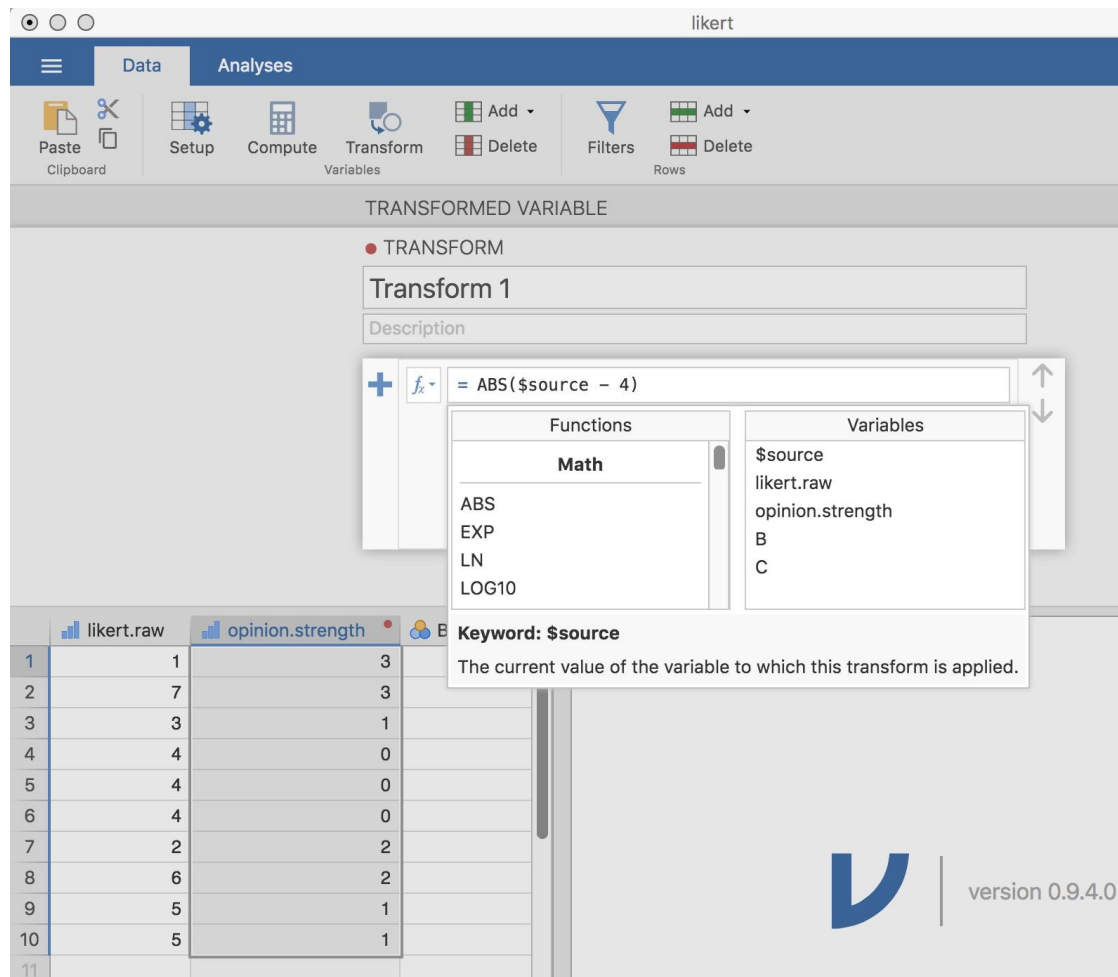 likert
Data Analyses
Paste Setup Compute Transform Add Delete Filters Add Delete
Clipboard Variables Rows
TRANSFORMED VARIABLE
TRANSFORM
Transform 1
Description
fx = ABS($source – 4)
Functions Variables
Math
ABS
EXP
LN
LOG10
$source
likert.raw
opinion.strength
B
C
Keyword: $source
The current value of the variable to which this transform is applied.
likert.raw opinion.strength B
1 1 3
2 7 3
3 3 1
4 4 0
5 4 0
6 4 0
7 2 2
8 6 2
9 5 1
10 5 1
11
version 0.9.4.0